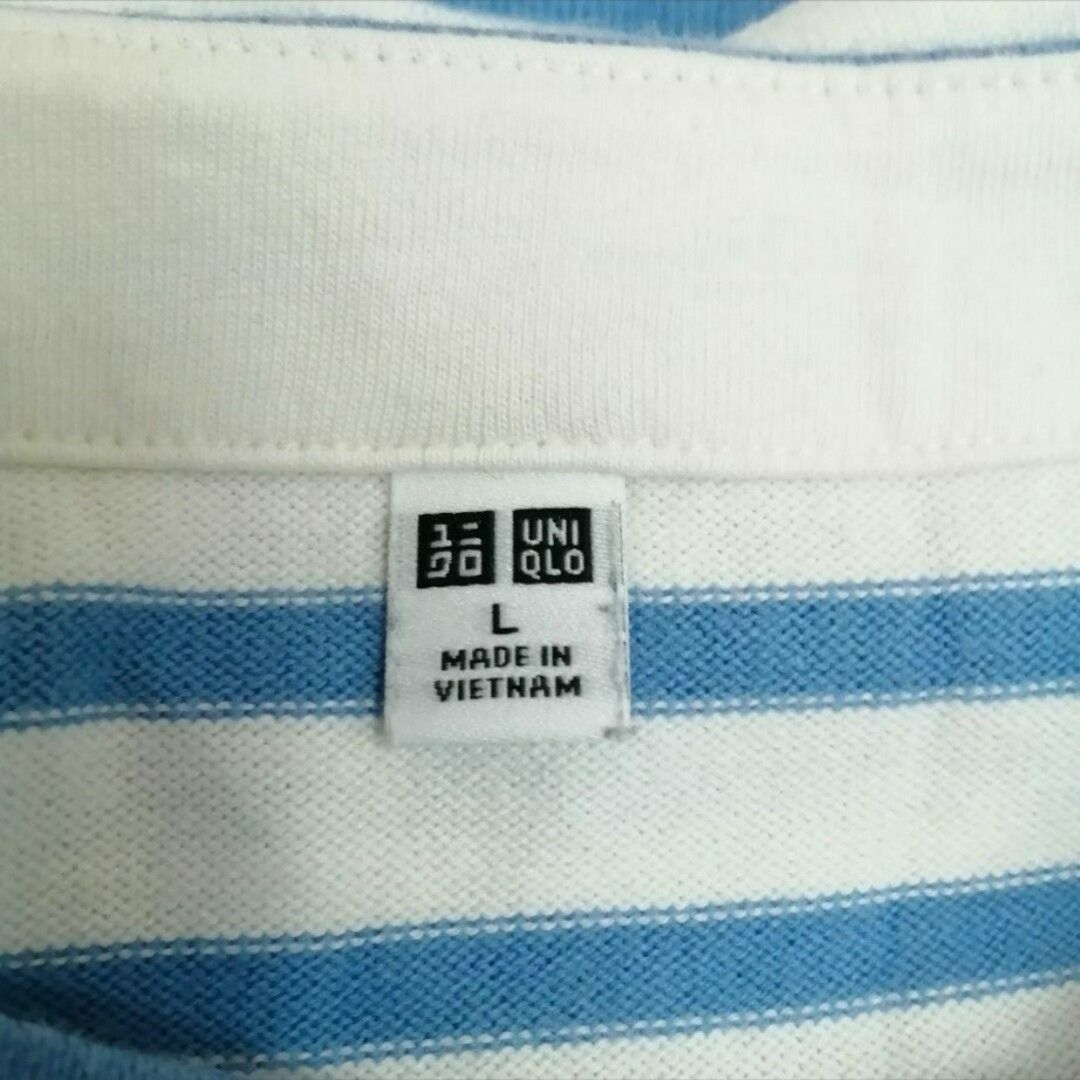 ユニ UNI
クロ QLO
L
MADE IN
VIETNAM